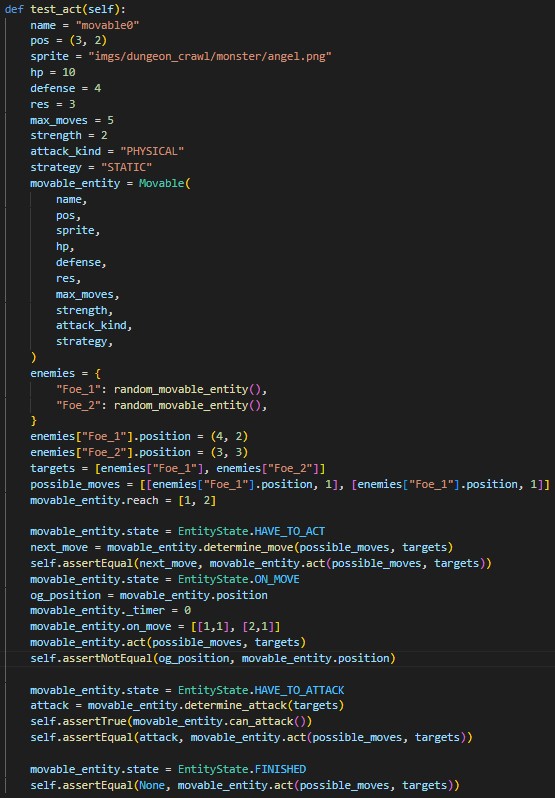 def test_act(self):
    name = "movable0"
    pos = (3, 2)
    sprite = "imgs/dungeon_crawl/monster/angel.png"
    hp = 10
    defense = 4
    res = 3
    max_moves = 5
    strength = 2
    attack_kind = "PHYSICAL"
    strategy = "STATIC"
    movable_entity = Movable(
        name,
        pos,
        sprite,
        hp,
        defense,
        res,
        max_moves,
        strength,
        attack_kind,
        strategy,
    )
    enemies = {
        "Foe_1": random_movable_entity(),
        "Foe_2": random_movable_entity(),
    }
    enemies["Foe_1"].position = (4, 2)
    enemies["Foe_2"].position = (3, 3)
    targets = [enemies["Foe_1"], enemies["Foe_2"]]
    possible_moves = [[enemies["Foe_1"].position, 1], [enemies["Foe_1"].position, 1]]
    movable_entity.reach = [1, 2]

    movable_entity.state = EntityState.HAVE_TO_ACT
    next_move = movable_entity.determine_move(possible_moves, targets)
    self.assertEqual(next_move, movable_entity.act(possible_moves, targets))
    movable_entity.state = EntityState.ON_MOVE
    og_position = movable_entity.position
    movable_entity._timer = 0
    movable_entity.on_move = [[1,1], [2,1]]
    movable_entity.act(possible_moves, targets)
    self.assertNotEqual(og_position, movable_entity.position)

    movable_entity.state = EntityState.HAVE_TO_ATTACK
    attack = movable_entity.determine_attack(targets)
    self.assertTrue(movable_entity.can_attack())
    self.assertEqual(attack, movable_entity.act(possible_moves, targets))

    movable_entity.state = EntityState.FINISHED
    self.assertEqual(None, movable_entity.act(possible_moves, targets))